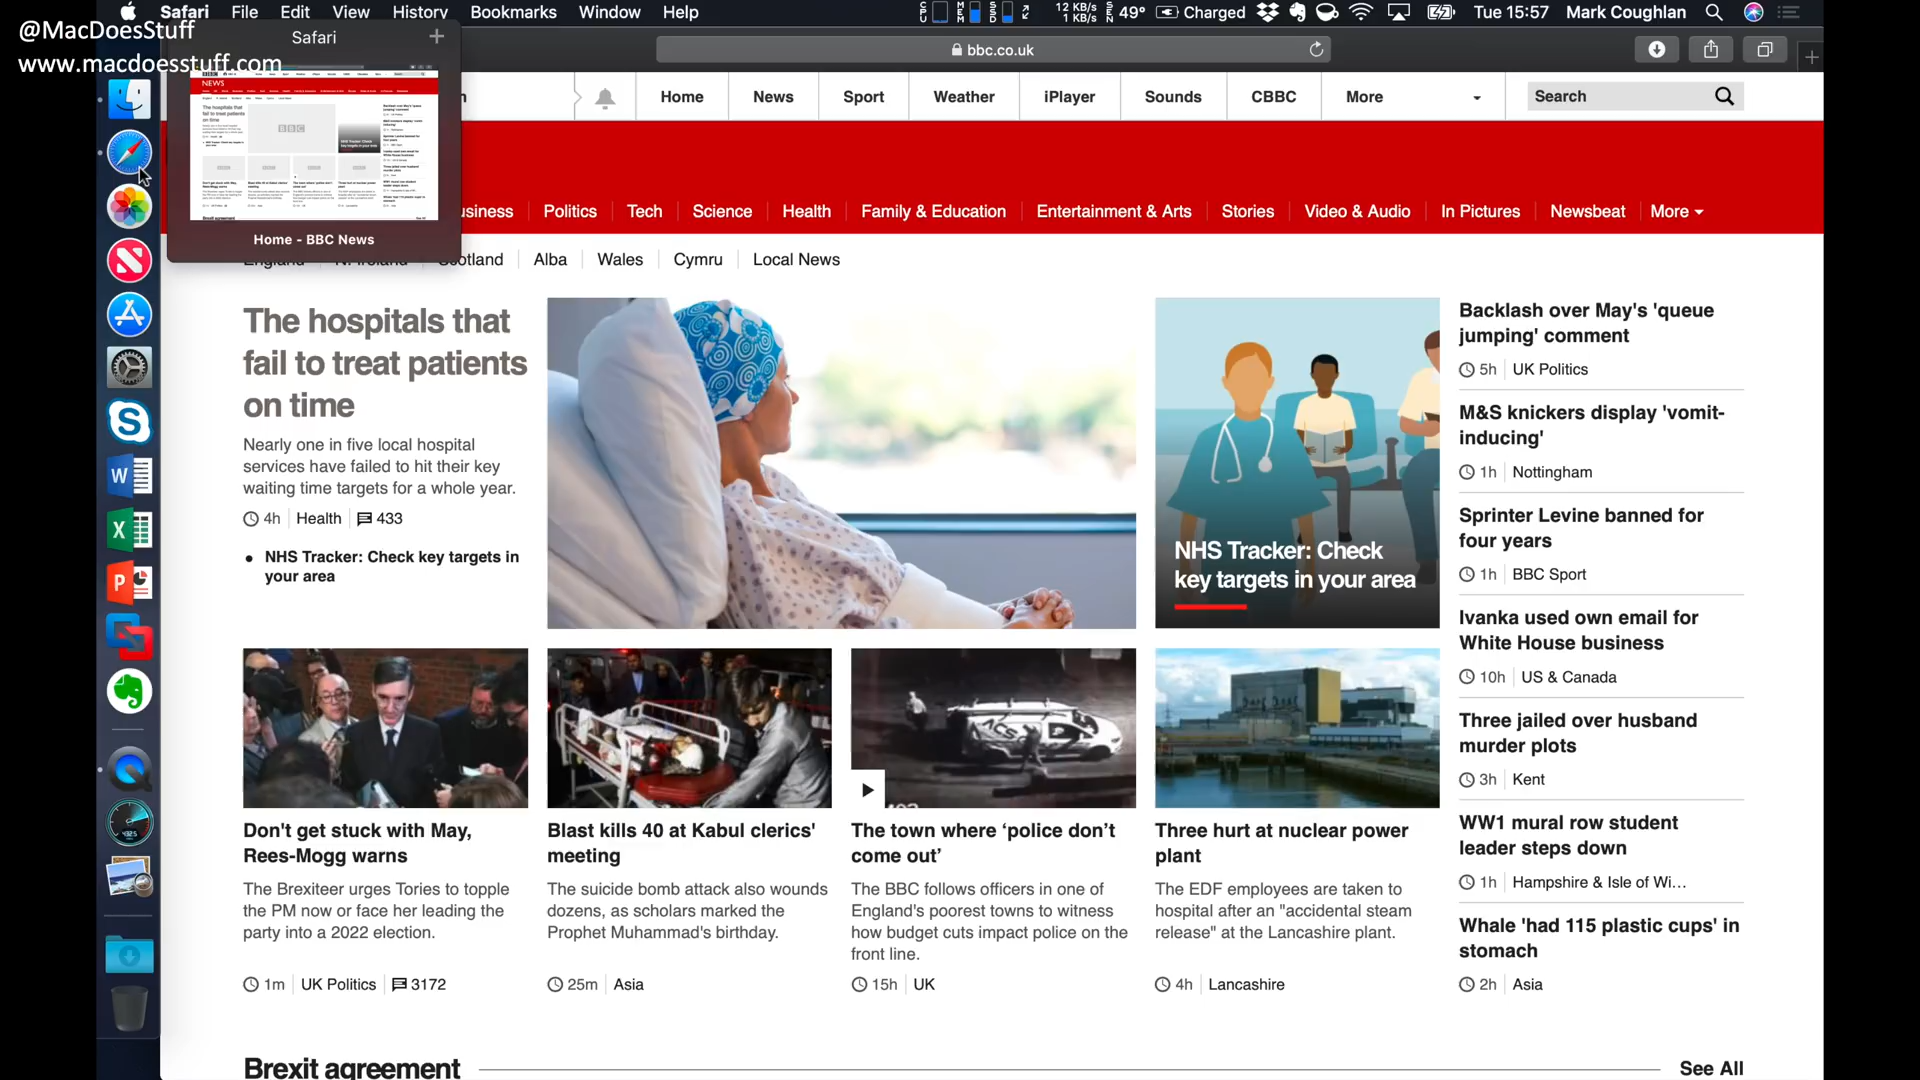 @MacDoesStuff
www.macdoesstuff.com
Safari File Edit View History Bookmarks Window Help
CPU MEM SSD 12 KB/s 1 KB/s SEN 49° Charged Tue 15:57 Mark Coughlan
Safari +
bbc.co.uk
NEWS
BBC
Home - BBC News
Home News Sport Weather iPlayer Sounds CBBC More Search
Politics Tech Science Health Family & Education Entertainment & Arts Stories Video & Audio In Pictures Newsbeat More
England N. Ireland Scotland Alba Wales Cymru Local News
The hospitals that
fail to treat patients
on time
Nearly one in five local hospital
services have failed to hit their key
waiting time targets for a whole year.
4h Health 433
• NHS Tracker: Check key targets in
your area
NHS Tracker: Check
key targets in your area
Don't get stuck with May,
Rees-Mogg warns
The Brexiteer urges Tories to topple
the PM now or face her leading the
party into a 2022 election.
1m UK Politics 3172
Blast kills 40 at Kabul clerics'
meeting
The suicide bomb attack also wounds
dozens, as scholars marked the
Prophet Muhammad's birthday.
25m Asia
The town where ‘police don’t
come out’
The BBC follows officers in one of
England's poorest towns to witness
how budget cuts impact police on the
front line.
15h UK
Three hurt at nuclear power
plant
The EDF employees are taken to
hospital after an "accidental steam
release" at the Lancashire plant.
4h Lancashire
Backlash over May's 'queue
jumping' comment
5h UK Politics
M&S knickers display 'vomit-
inducing'
1h Nottingham
Sprinter Levine banned for
four years
1h BBC Sport
Ivanka used own email for
White House business
10h US & Canada
Three jailed over husband
murder plots
3h Kent
WW1 mural row student
leader steps down
1h Hampshire & Isle of Wi...
Whale 'had 115 plastic cups' in
stomach
2h Asia
Brexit agreement See All